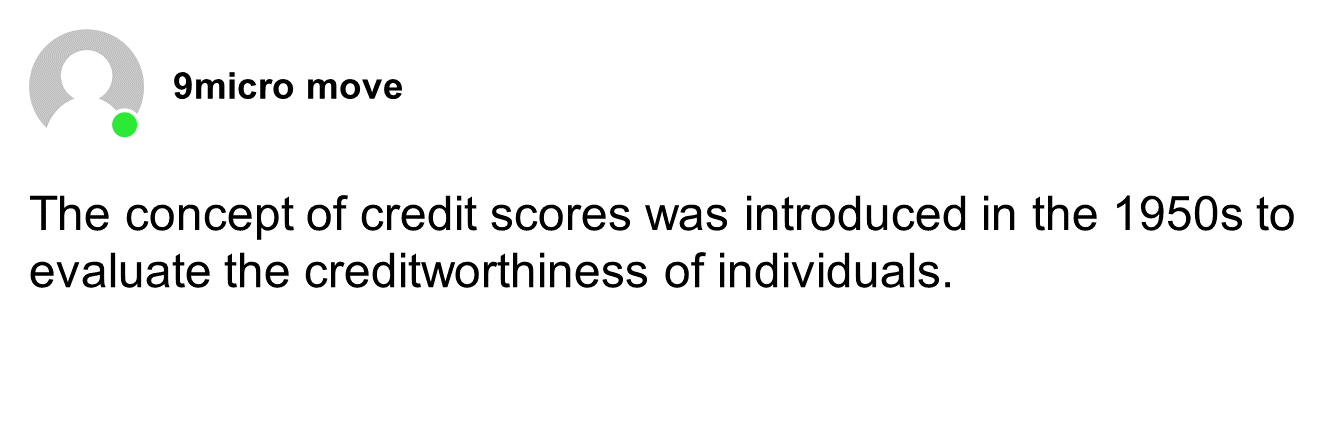 9micro move
The concept of credit scores was introduced in the 1950s to
evaluate the creditworthiness of individuals.